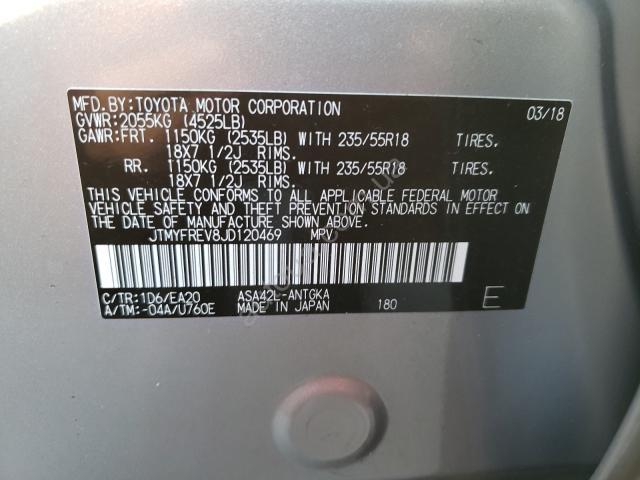 MFD.BY:TOYOTA MOTOR CORPORATION 03/18
GVWR:2055KG (4525LB)
GAWR:FRT. 1150KG (2535LB) WITH 235/55R18 TIRES.
18X7 1/2J RIMS.
RR. 1150KG (2535LB) WITH 235/55R18 TIRES.
18X7 1/2J RIMS.
THIS VEHICLE CONFORMS TO ALL APPLICABLE FEDERAL MOTOR
VEHICLE SAFETY AND THEFT PREVENTION STANDARDS IN EFFECT ON
THE DATE OF MANUFACTURE SHOWN ABOVE.
JTMYFREV8JD120469 MPV
C/TR:1D6/EA20 ASA42L-ANTGKA
A/TM:-04A/U760E MADE IN JAPAN 180 E